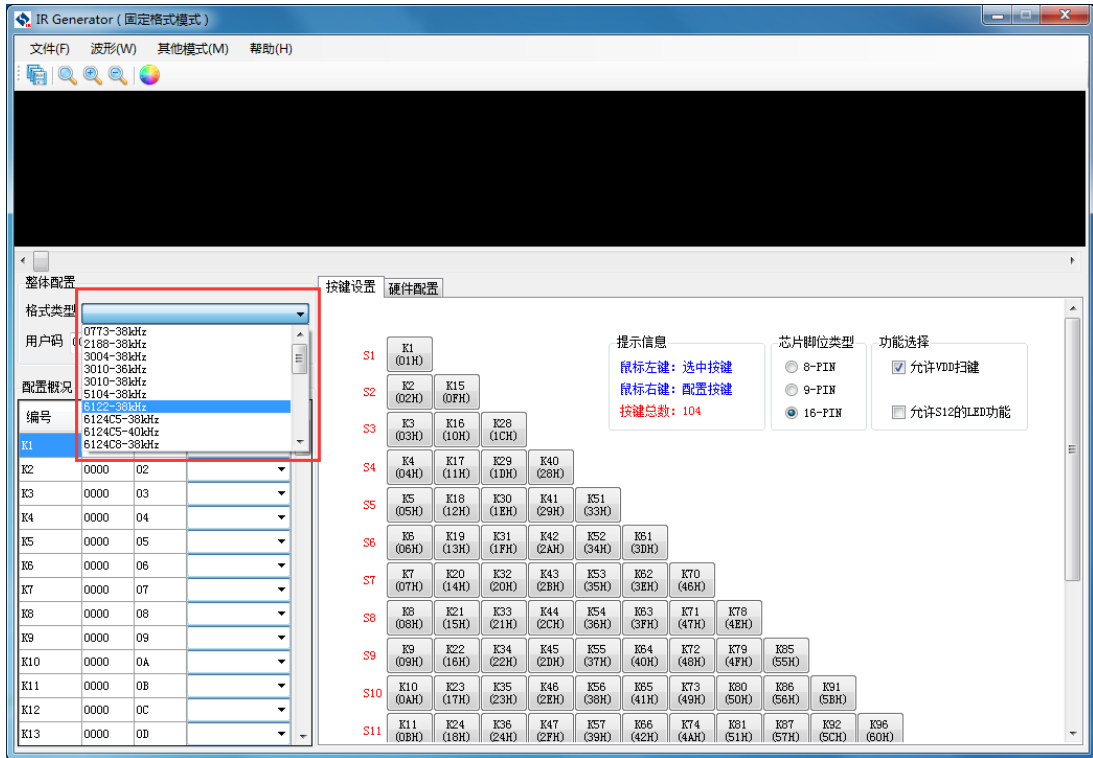 IR Generator ( 固定格式模式 )
文件(F) 波形(W) 其他模式(M) 帮助(H)
整体配置
格式类型
0773-38kHz
2188-38kHz
3004-38kHz
3010-36kHz
3010-38kHz
5104-38kHz
6122-38kHz
6124C5-38kHz
6124C5-40kHz
6124C8-38kHz
用户码
配置概况
编号
K1
K2 0000 02
K3 0000 03
K4 0000 04
K5 0000 05
K6 0000 06
K7 0000 07
K8 0000 08
K9 0000 09
K10 0000 0A
K11 0000 0B
K12 0000 0C
K13 0000 0D
按键设置 硬件配置
提示信息
鼠标左键: 选中按键
鼠标右键: 配置按键
按键总数: 104
芯片脚位类型
8-PIN
9-PIN
16-PIN
功能选择
允许VDD扫键
允许S12的LED功能
S1 K1 (01H)
S2 K2 (02H) K15 (0FH)
S3 K3 (03H) K16 (10H) K28 (1CH)
S4 K4 (04H) K17 (11H) K29 (1DH) K40 (28H)
S5 K5 (05H) K18 (12H) K30 (1EH) K41 (29H) K51 (33H)
S6 K6 (06H) K19 (13H) K31 (1FH) K42 (2AH) K52 (34H) K61 (3DH)
S7 K7 (07H) K20 (14H) K32 (20H) K43 (2BH) K53 (35H) K62 (3EH) K70 (46H)
S8 K8 (08H) K21 (15H) K33 (21H) K44 (2CH) K54 (36H) K63 (3FH) K71 (47H) K78 (4EH)
S9 K9 (09H) K22 (16H) K34 (22H) K45 (2DH) K55 (37H) K64 (40H) K72 (48H) K79 (4FH) K85 (55H)
S10 K10 (0AH) K23 (17H) K35 (23H) K46 (2EH) K56 (38H) K65 (41H) K73 (49H) K80 (50H) K86 (56H) K91 (5BH)
S11 K11 (0BH) K24 (18H) K36 (24H) K47 (2FH) K57 (39H) K66 (42H) K74 (4AH) K81 (51H) K87 (57H) K92 (5CH) K96 (60H)